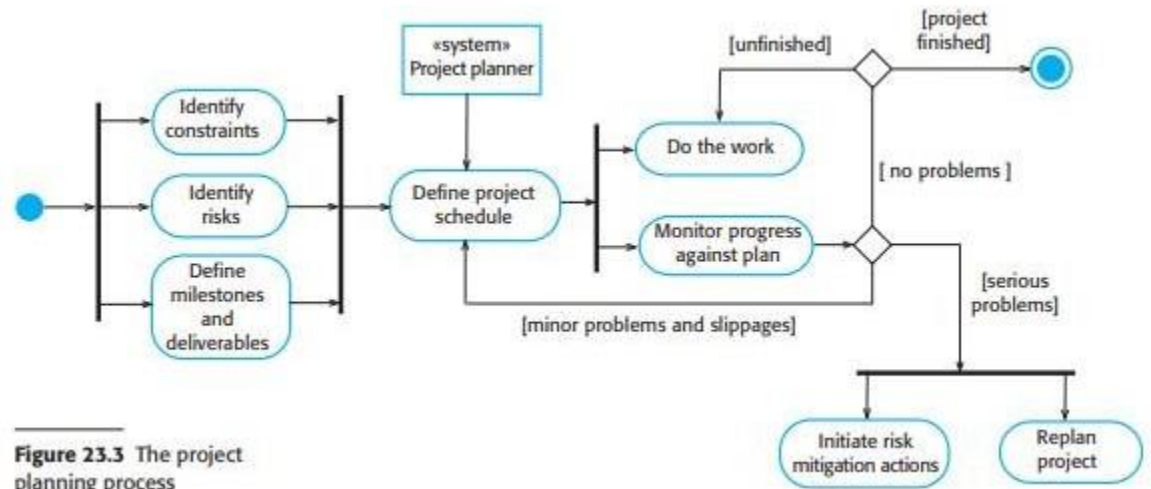 Identify
constraints
Identify
risks
Define
milestones
and
deliverables
«system»
Project planner
Define project
schedule
[unfinished]
[project
finished]
Do the work
[ no problems ]
Monitor progress
against plan
[minor problems and slippages]
[serious
problems]
Initiate risk
mitigation actions
Replan
project
Figure 23.3 The project
planning process